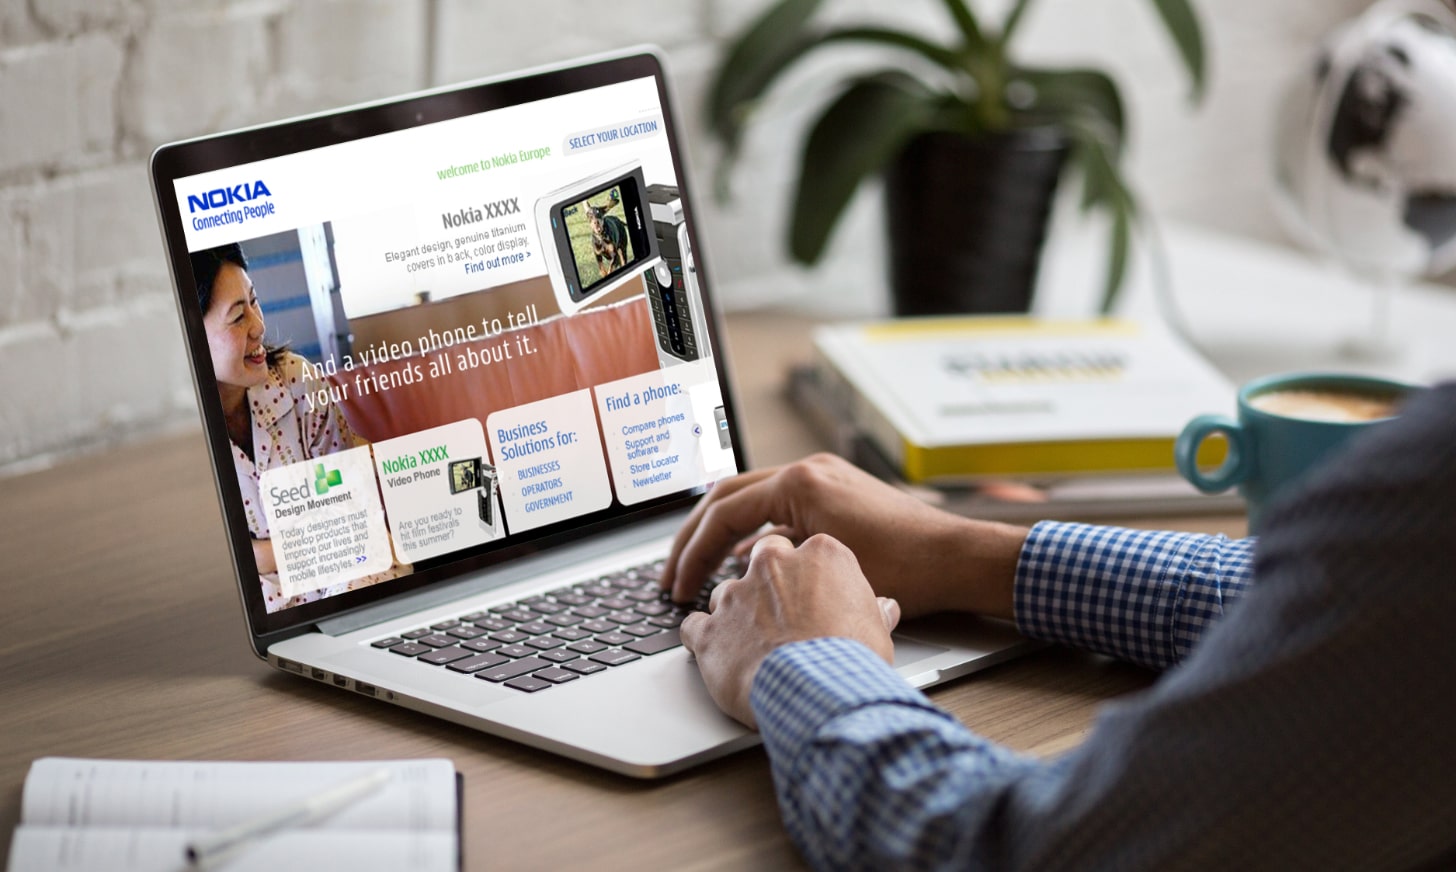 SELECT YOUR LOCATION
welcome to Nokia Europe
NOKIA
Connecting People
Nokia XXXX
Elegant design, genuine titanium
covers in black, color display.
Find out more >
And a video phone to tell
your friends all about it.
Seed
Design Movement
Today designers must
develop products that
improve our lives and
support increasingly
mobile lifestyles. >>
Nokia XXXX
Video Phone
Are you ready to
hit film festivals
this summer?
Business
Solutions for:
BUSINESSES
OPERATORS
GOVERNMENT
Find a phone:
Compare phones
Support and
software
Store Locator
Newsletter